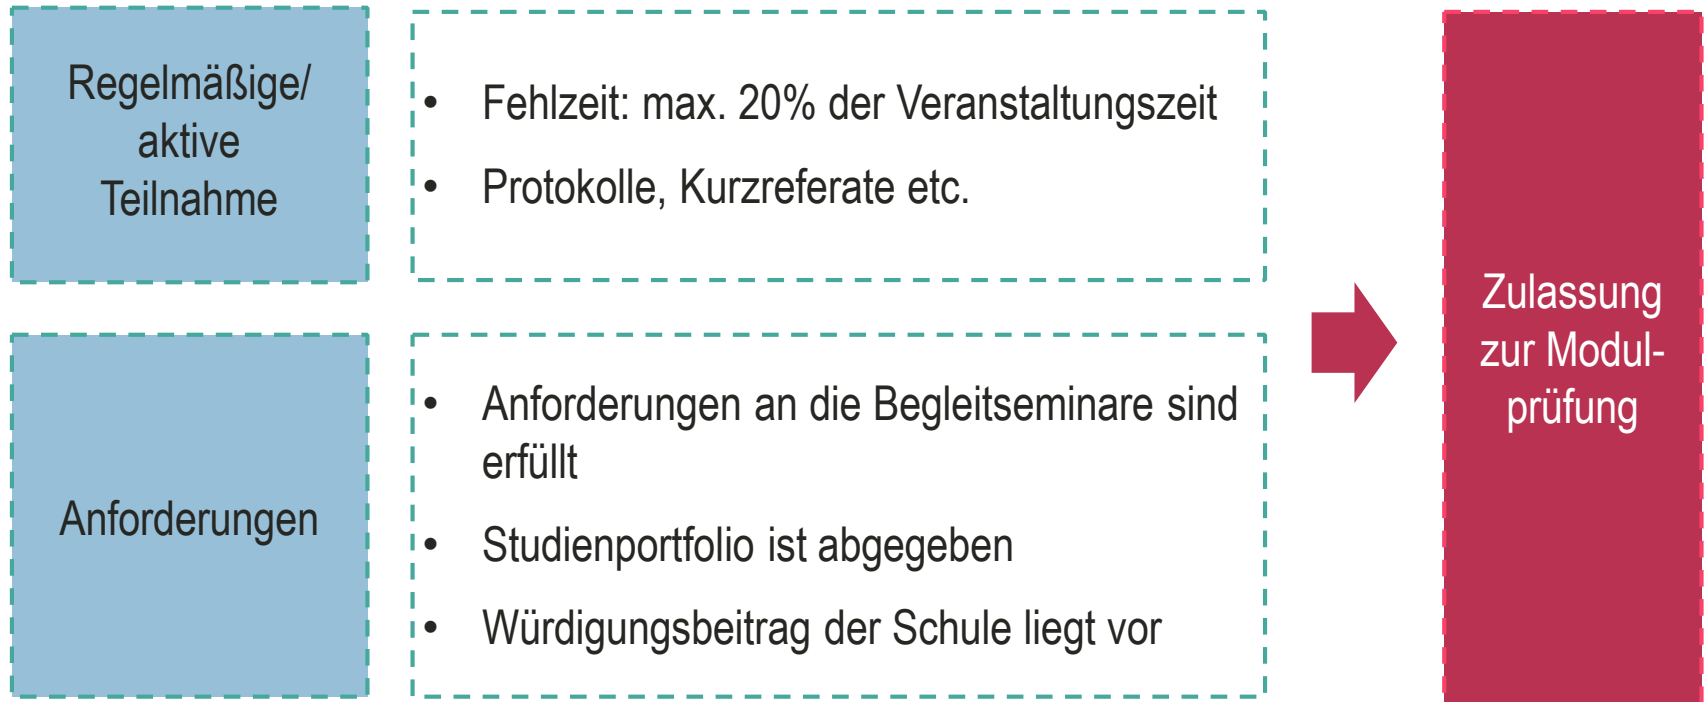 Regelmäßige/
aktive
Teilnahme
• Fehlzeit: max. 20% der Veranstaltungszeit
• Protokolle, Kurzreferate etc.
Anforderungen
• Anforderungen an die Begleitseminare sind
erfüllt
• Studienportfolio ist abgegeben
• Würdigungsbeitrag der Schule liegt vor
Zulassung
zur Modul-
prüfung